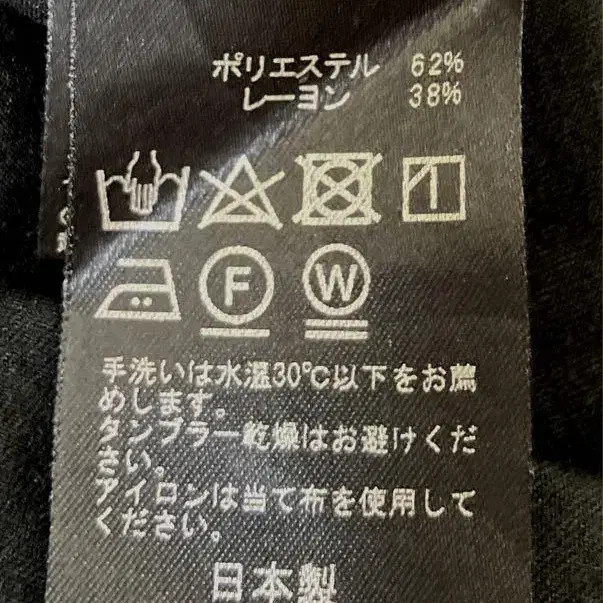 ポリエステル 62%
レーヨン 38%
F W
手洗いは水温30℃以下をお薦
めします。
タンブラー乾燥はお避けくだ
さい。
アイロンは当て布を使用して
ください。
日本製